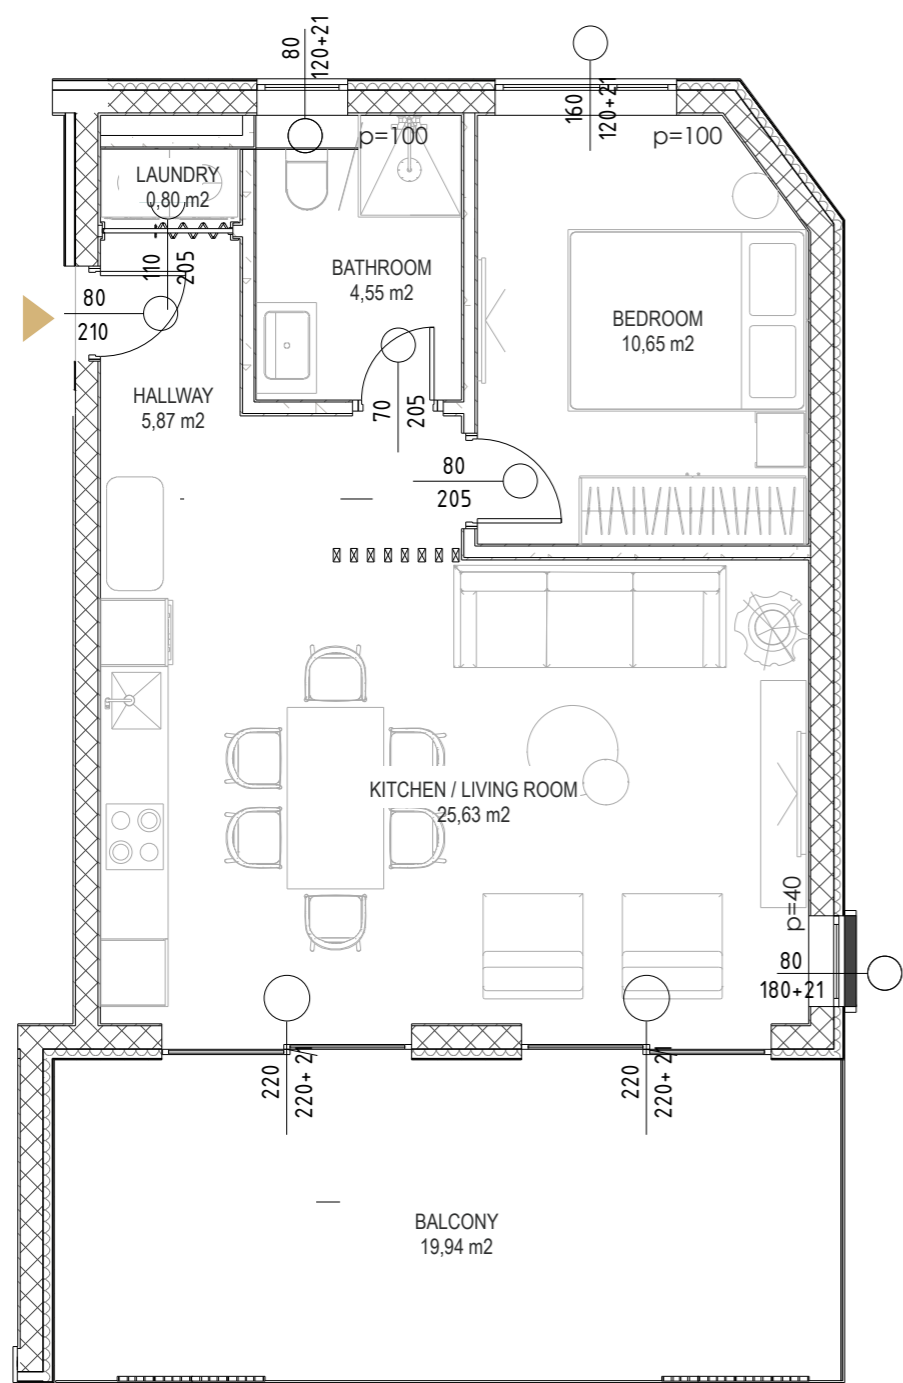 80
120+21
160
120+21
p=100
p=100
LAUNDRY
0,80 m2
110
205
BATHROOM
4,55 m2
80
210
BEDROOM
10,65 m2
HALLWAY
5,87 m2
70
205
80
205
KITCHEN / LIVING ROOM
25,63 m2
p=40
80
180+21
220
220+ 21
220
220+ 21
BALCONY
19,94 m2